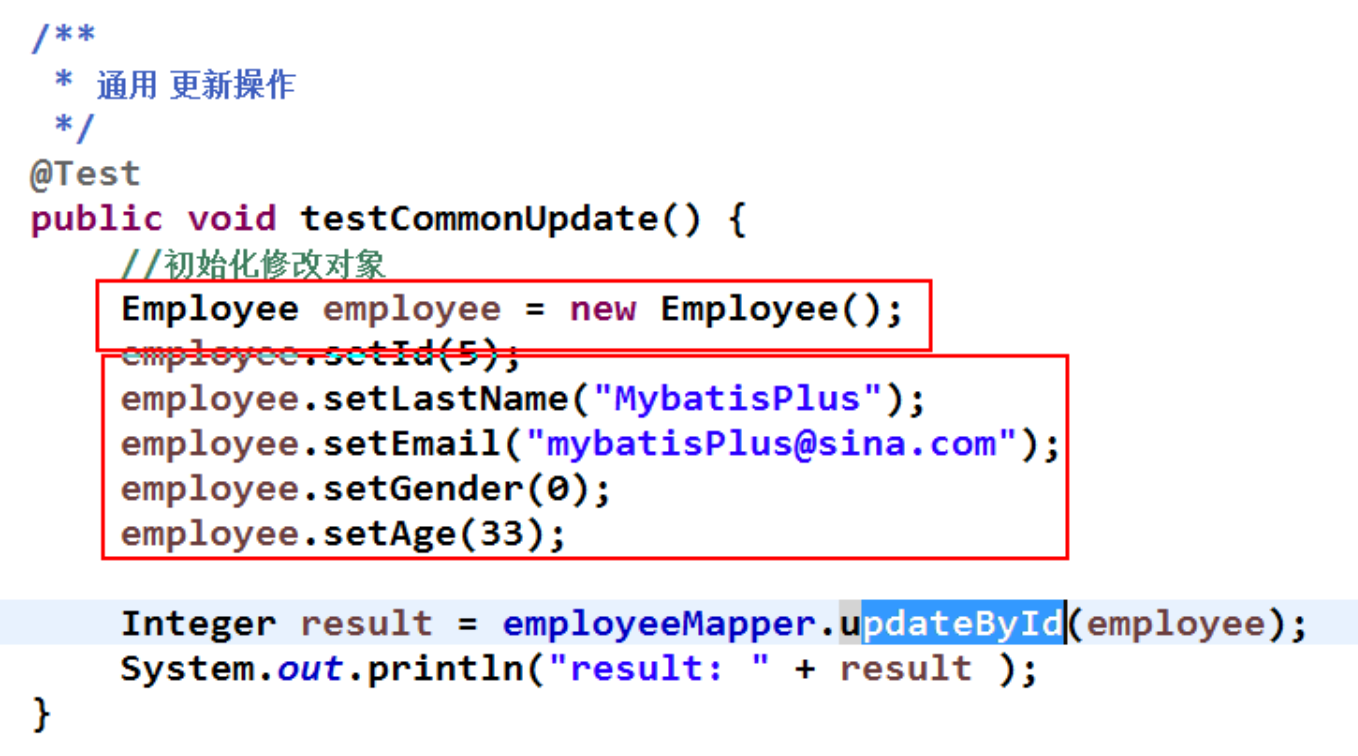 /**
 * 通用 更新操作
 */
@Test
public void testCommonUpdate() {
    //初始化修改对象
    Employee employee = new Employee();
    employee.setId(5);
    employee.setLastName("MybatisPlus");
    employee.setEmail("mybatisPlus@sina.com");
    employee.setGender(0);
    employee.setAge(33);
    Integer result = employeeMapper.updateById(employee);
    System.out.println("result: " + result );
}